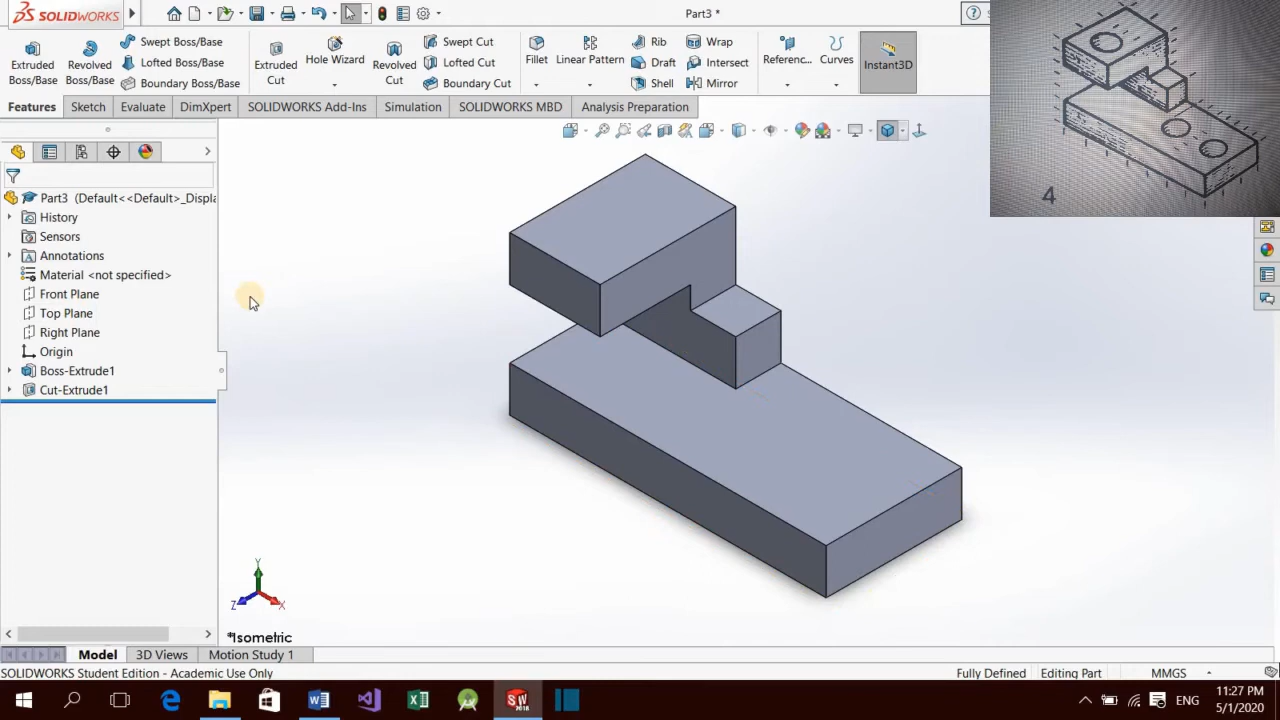 SOLIDWORKS
Part3 *
Extruded Boss/Base
Revolved Boss/Base
Swept Boss/Base
Lofted Boss/Base
Boundary Boss/Base
Extruded Cut
Hole Wizard
Revolved Cut
Swept Cut
Lofted Cut
Boundary Cut
Fillet
Linear Pattern
Rib
Draft
Shell
Wrap
Intersect
Mirror
Referenc...
Curves
Instant3D
Features
Sketch
Evaluate
DimXpert
SOLIDWORKS Add-Ins
Simulation
SOLIDWORKS MBD
Analysis Preparation
Part3 (Default<<Default>_Displa
History
Sensors
Annotations
Material <not specified>
Front Plane
Top Plane
Right Plane
Origin
Boss-Extrude1
Cut-Extrude1
4
Y
Z
X
*Isometric
Model
3D Views
Motion Study 1
SOLIDWORKS Student Edition - Academic Use Only
Fully Defined
Editing Part
MMGS
ENG
11:27 PM
5/1/2020